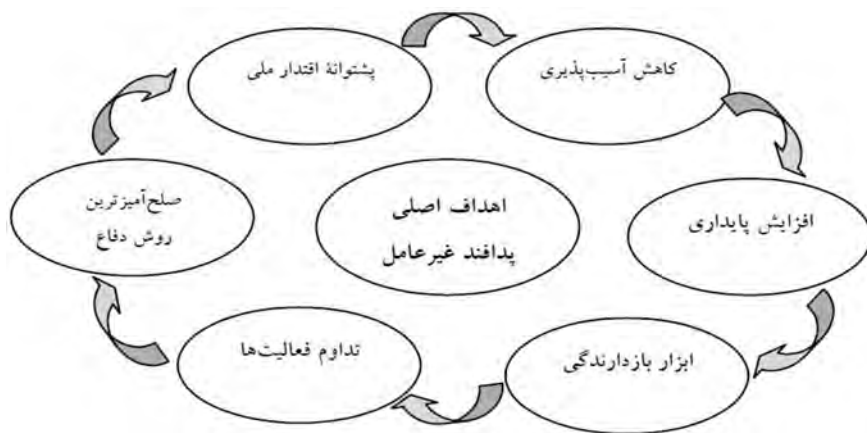 پشتوانۀ اقتدار ملی
کاهش آسیب‌پذیری
صلح‌آمیزترین
روش دفاع
اهداف اصلی
پدافند غیرعامل
افزایش پایداری
تداوم فعالیت‌ها
ابزار بازدارندگی